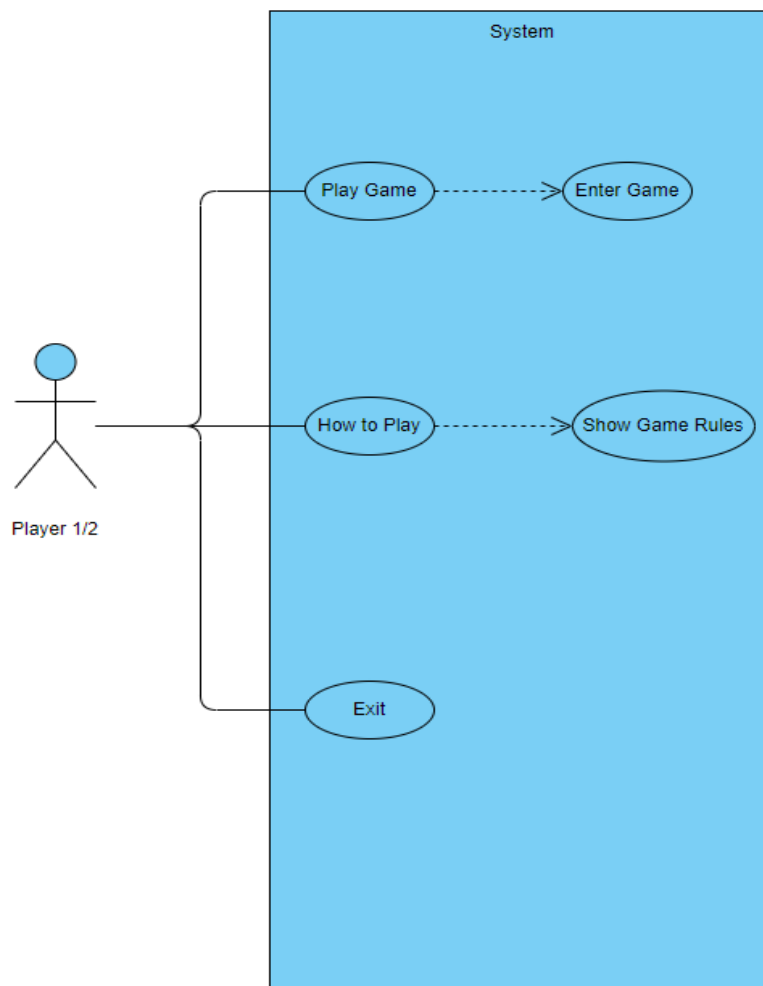 System
Play Game
Enter Game
How to Play
Show Game Rules
Player 1/2
Exit